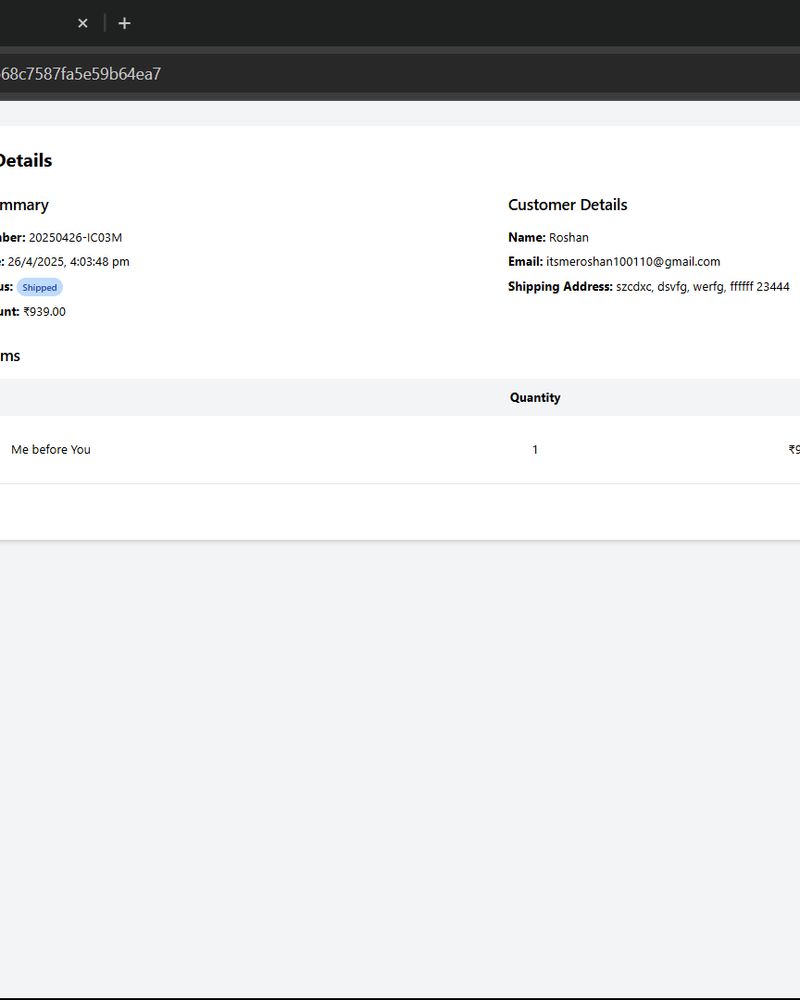 68c7587fa5e59b64ea7
Details
mmary
Customer Details
ber: 20250426-IC03M
Name: Roshan
: 26/4/2025, 4:03:48 pm
Email: itsmeroshan100110@gmail.com
us: Shipped
Shipping Address: szcdxc, dsvfg, werfg, ffffff 23444
unt: ₹939.00
ms
Quantity
Me before You
1
₹9